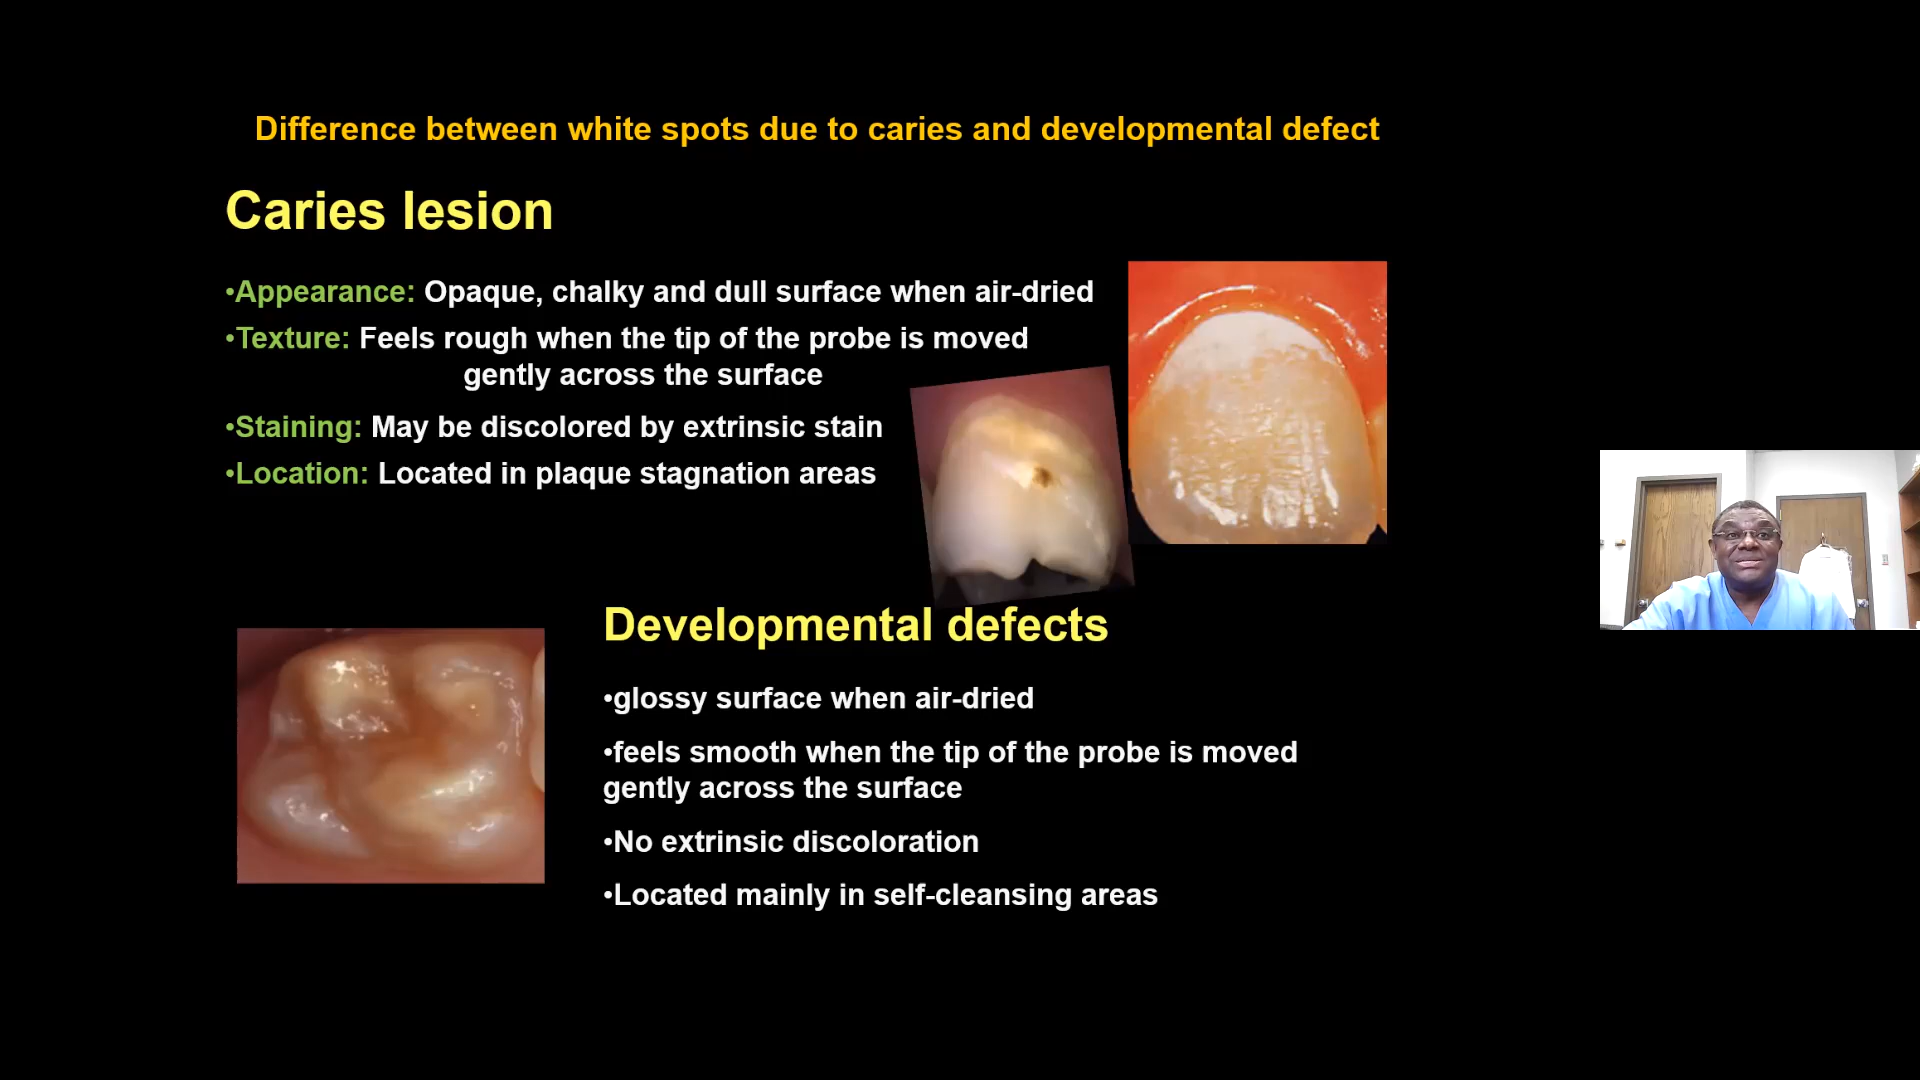 Difference between white spots due to caries and developmental defect
Caries lesion
•Appearance: Opaque, chalky and dull surface when air-dried
•Texture: Feels rough when the tip of the probe is moved
gently across the surface
•Staining: May be discolored by extrinsic stain
•Location: Located in plaque stagnation areas
Developmental defects
•glossy surface when air-dried
•feels smooth when the tip of the probe is moved
gently across the surface
•No extrinsic discoloration
•Located mainly in self-cleansing areas